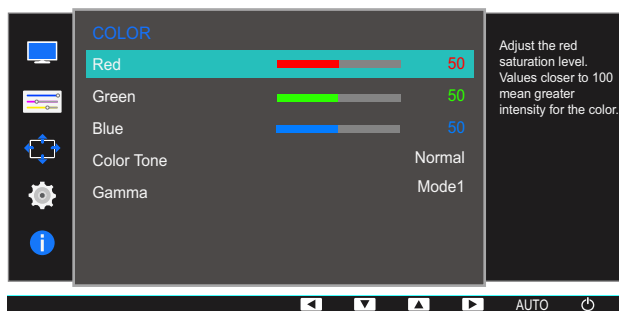 COLOR
Red 50
Green 50
Blue 50
Color Tone Normal
Gamma Mode1
Adjust the red
saturation level.
Values closer to 100
mean greater
intensity for the color.
AUTO